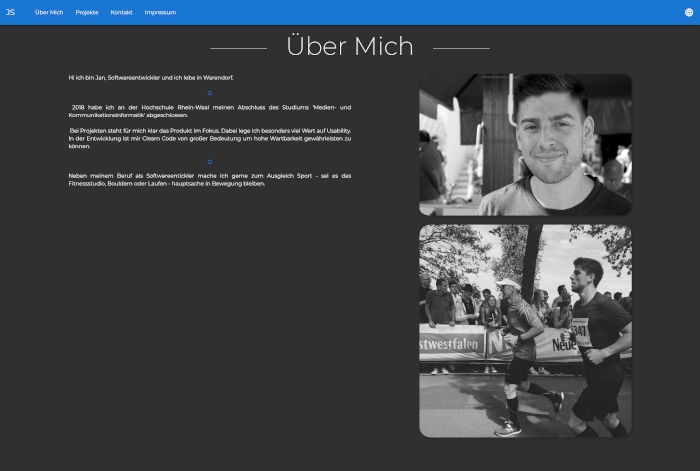 JS Über Mich Projekte Kontakt Impressum
Über Mich
Hi ich bin Jan, Softwareentwickler und ich lebe in Warendorf.
2018 habe ich an der Hochschule Rhein-Waal meinen Abschluss des Studiums 'Medien- und
Kommunikationsinformatik' abgeschlossen.
Bei Projekten steht für mich klar das Produkt im Fokus. Dabei lege ich besonders viel Wert auf Usability.
In der Entwicklung ist mir Clearn Code von großer Bedeutung um hohe Wartbarkeit gewährleisten zu
können.
Neben meinem Beruf als Softwareentickler mache ich gerne zum Ausgleich Sport - sei es das
Fitnessstudio, Bouldern oder Laufen - hauptsache in Bewegung bleiben.
stwestfalen
Neue
5347